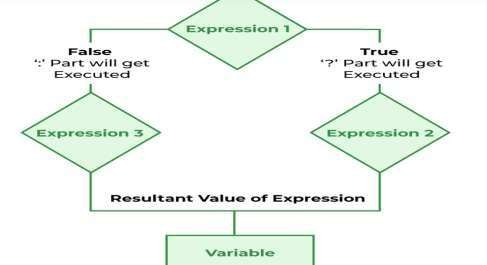 Expression 1
False
':' Part will get
Executed
True
'?' Part will get
Executed
Expression 3
Expression 2
Resultant Value of Expression
Variable